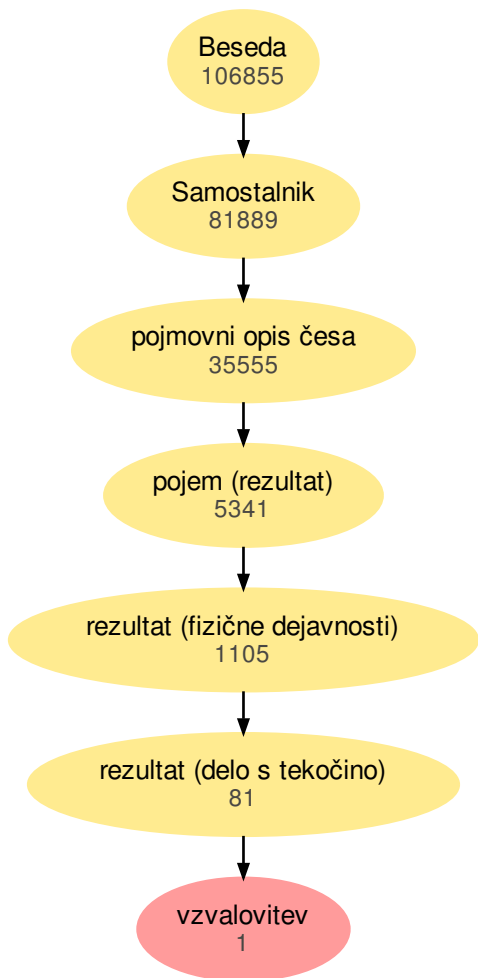 Beseda
106855
Samostalnik
81889
pojmovni opis česa
35555
pojem (rezultat)
5341
rezultat (fizične dejavnosti)
1105
rezultat (delo s tekočino)
81
vzvalovitev
1